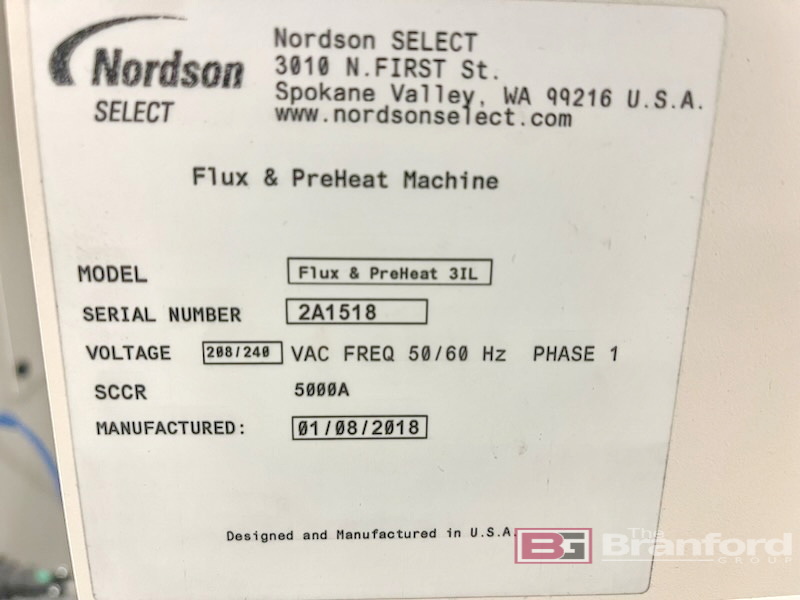 Nordson
SELECT
Nordson SELECT
3010 N.FIRST St.
Spokane Valley, WA 99216 U.S.A.
www.nordsonselect.com
Flux & PreHeat Machine
MODEL Flux & PreHeat 3IL
SERIAL NUMBER 2A1518
VOLTAGE 208/240 VAC FREQ 50/60 Hz PHASE 1
SCCR 5000A
MANUFACTURED: 01/08/2018
Designed and Manufactured in U.S.A.
BG The Branford GROUP